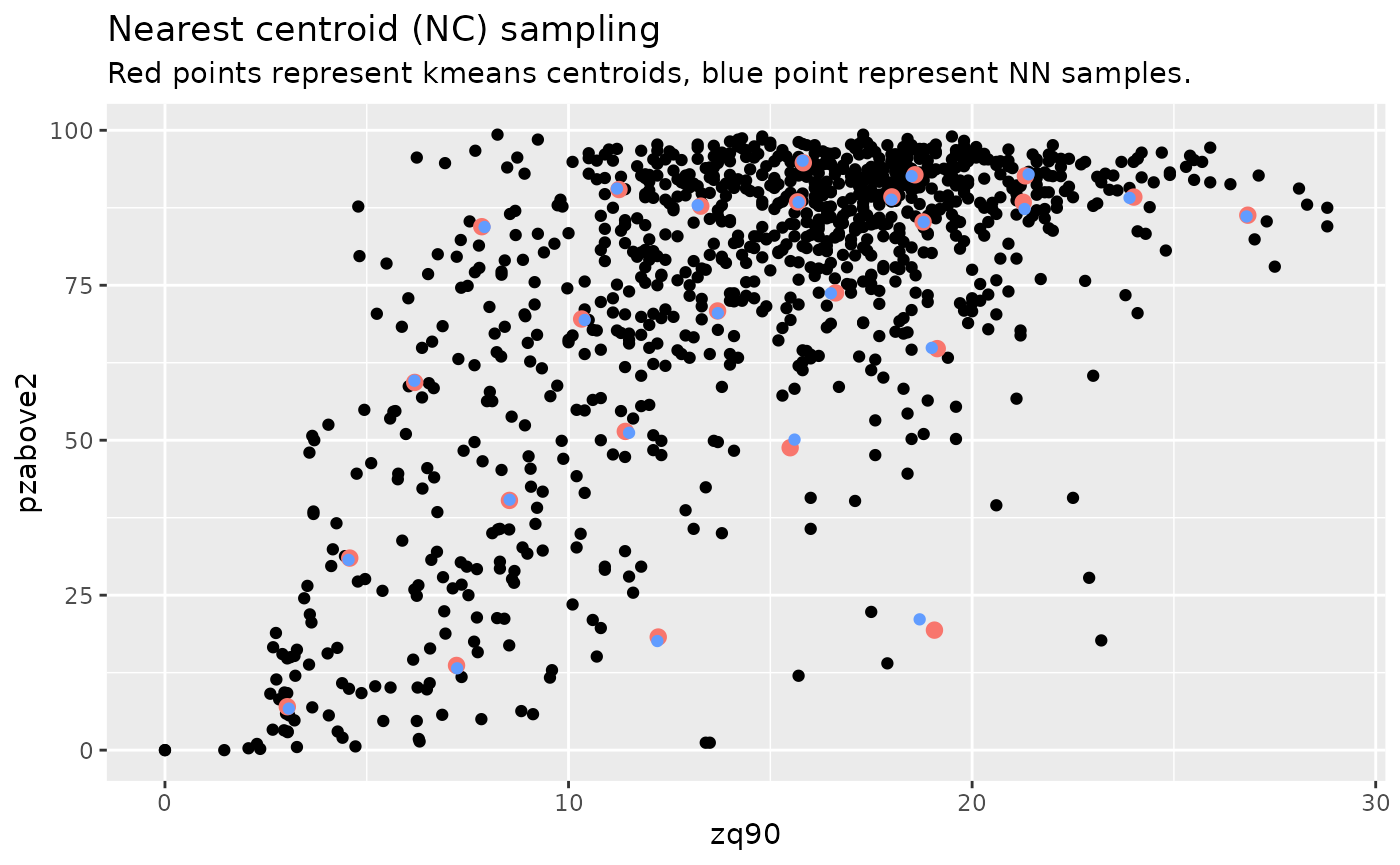 Nearest centroid (NC) sampling
Red points represent kmeans centroids, blue point represent NN samples.
100
75
50
25
0
pzabove2
0
10
20
30
zq90